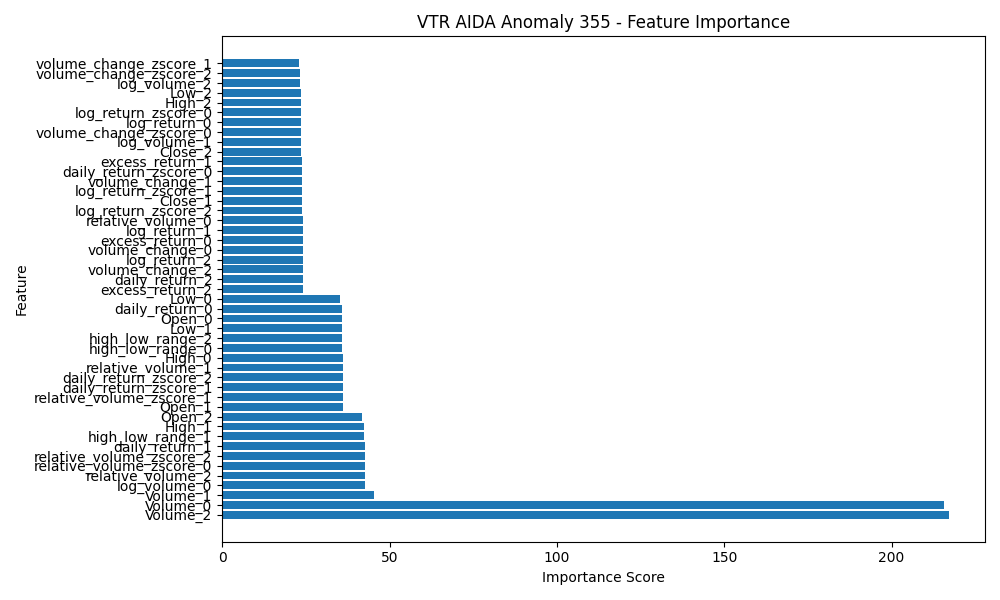 VTR AIDA Anomaly 355 - Feature Importance
volume_change_zscore_1
volume_change_zscore_2
log_volume_2
Low_2
High_2
log_return_zscore_0
log_return_0
volume_change_zscore_0
log_volume_1
Close_2
excess_return_1
daily_return_zscore_0
volume_change_1
log_return_zscore_1
Close_1
log_return_zscore_2
relative_volume_0
log_return_1
excess_return_0
volume_change_0
log_return_2
volume_change_2
daily_return_2
excess_return_2
Low_0
daily_return_0
Open_0
Low_1
high_low_range_2
high_low_range_0
High_0
relative_volume_1
daily_return_zscore_2
daily_return_zscore_1
relative_volume_zscore_1
Open_1
Open_2
High_1
high_low_range_1
daily_return_1
relative_volume_zscore_2
relative_volume_zscore_0
relative_volume_2
log_volume_0
Volume_1
Volume_0
Volume_2
Feature
0 50 100 150 200
Importance Score